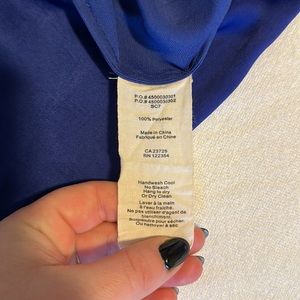 P.O.# 4500030301
P.O.# 4500030302
SC7
100% Polyester
Made in China
Fabriqué en Chine
CA 23725
RN 122354
Handwash Cool
No Bleach
Hang to dry
Or Dry Clean
Laver à la main
à l'eau fraîche.
Ne pas utiliser d'agent de
blanchiment.
suspendre pour sécher.
Ou nettoyer à sec